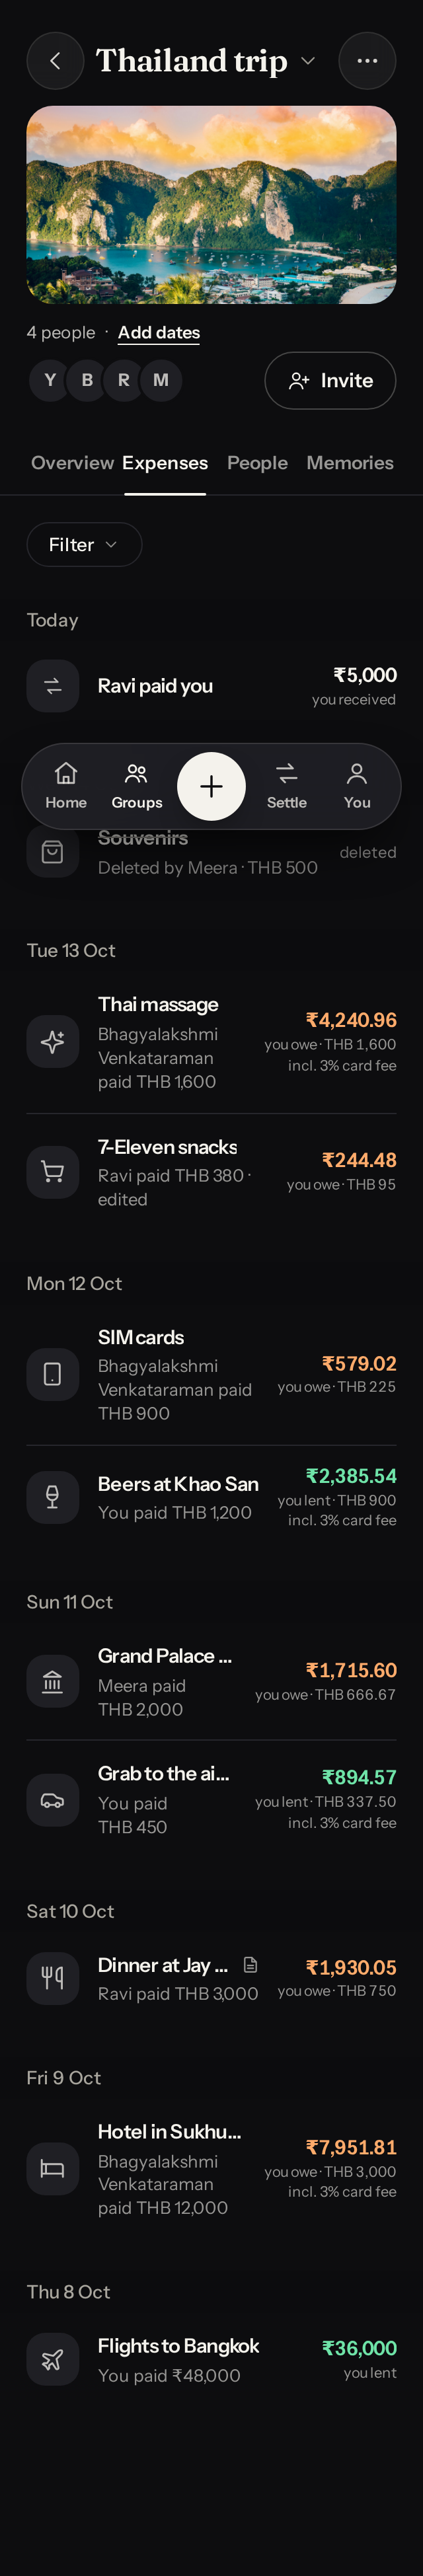 Thailand trip
4 people · Add dates
Y B R M
Invite
Overview Expenses People Memories
Filter
Today
Ravi paid you
₹5,000
you received
Home Groups Settle You
Souvenirs
Deleted by Meera · THB 500
deleted
Tue 13 Oct
Thai massage
Bhagyalakshmi
Venkataraman
paid THB 1,600
₹4,240.96
you owe · THB 1,600
incl. 3% card fee
7-Eleven snacks
Ravi paid THB 380 ·
edited
₹244.48
you owe · THB 95
Mon 12 Oct
SIM cards
Bhagyalakshmi
Venkataraman paid
THB 900
₹579.02
you owe · THB 225
Beers at Khao San
You paid THB 1,200
₹2,385.54
you lent · THB 900
incl. 3% card fee
Sun 11 Oct
Grand Palace ...
Meera paid
THB 2,000
₹1,715.60
you owe · THB 666.67
Grab to the ai...
You paid
THB 450
₹894.57
you lent · THB 337.50
incl. 3% card fee
Sat 10 Oct
Dinner at Jay ...
Ravi paid THB 3,000
₹1,930.05
you owe · THB 750
Fri 9 Oct
Hotel in Sukhu...
Bhagyalakshmi
Venkataraman
paid THB 12,000
₹7,951.81
you owe · THB 3,000
incl. 3% card fee
Thu 8 Oct
Flights to Bangkok
You paid ₹48,000
₹36,000
you lent